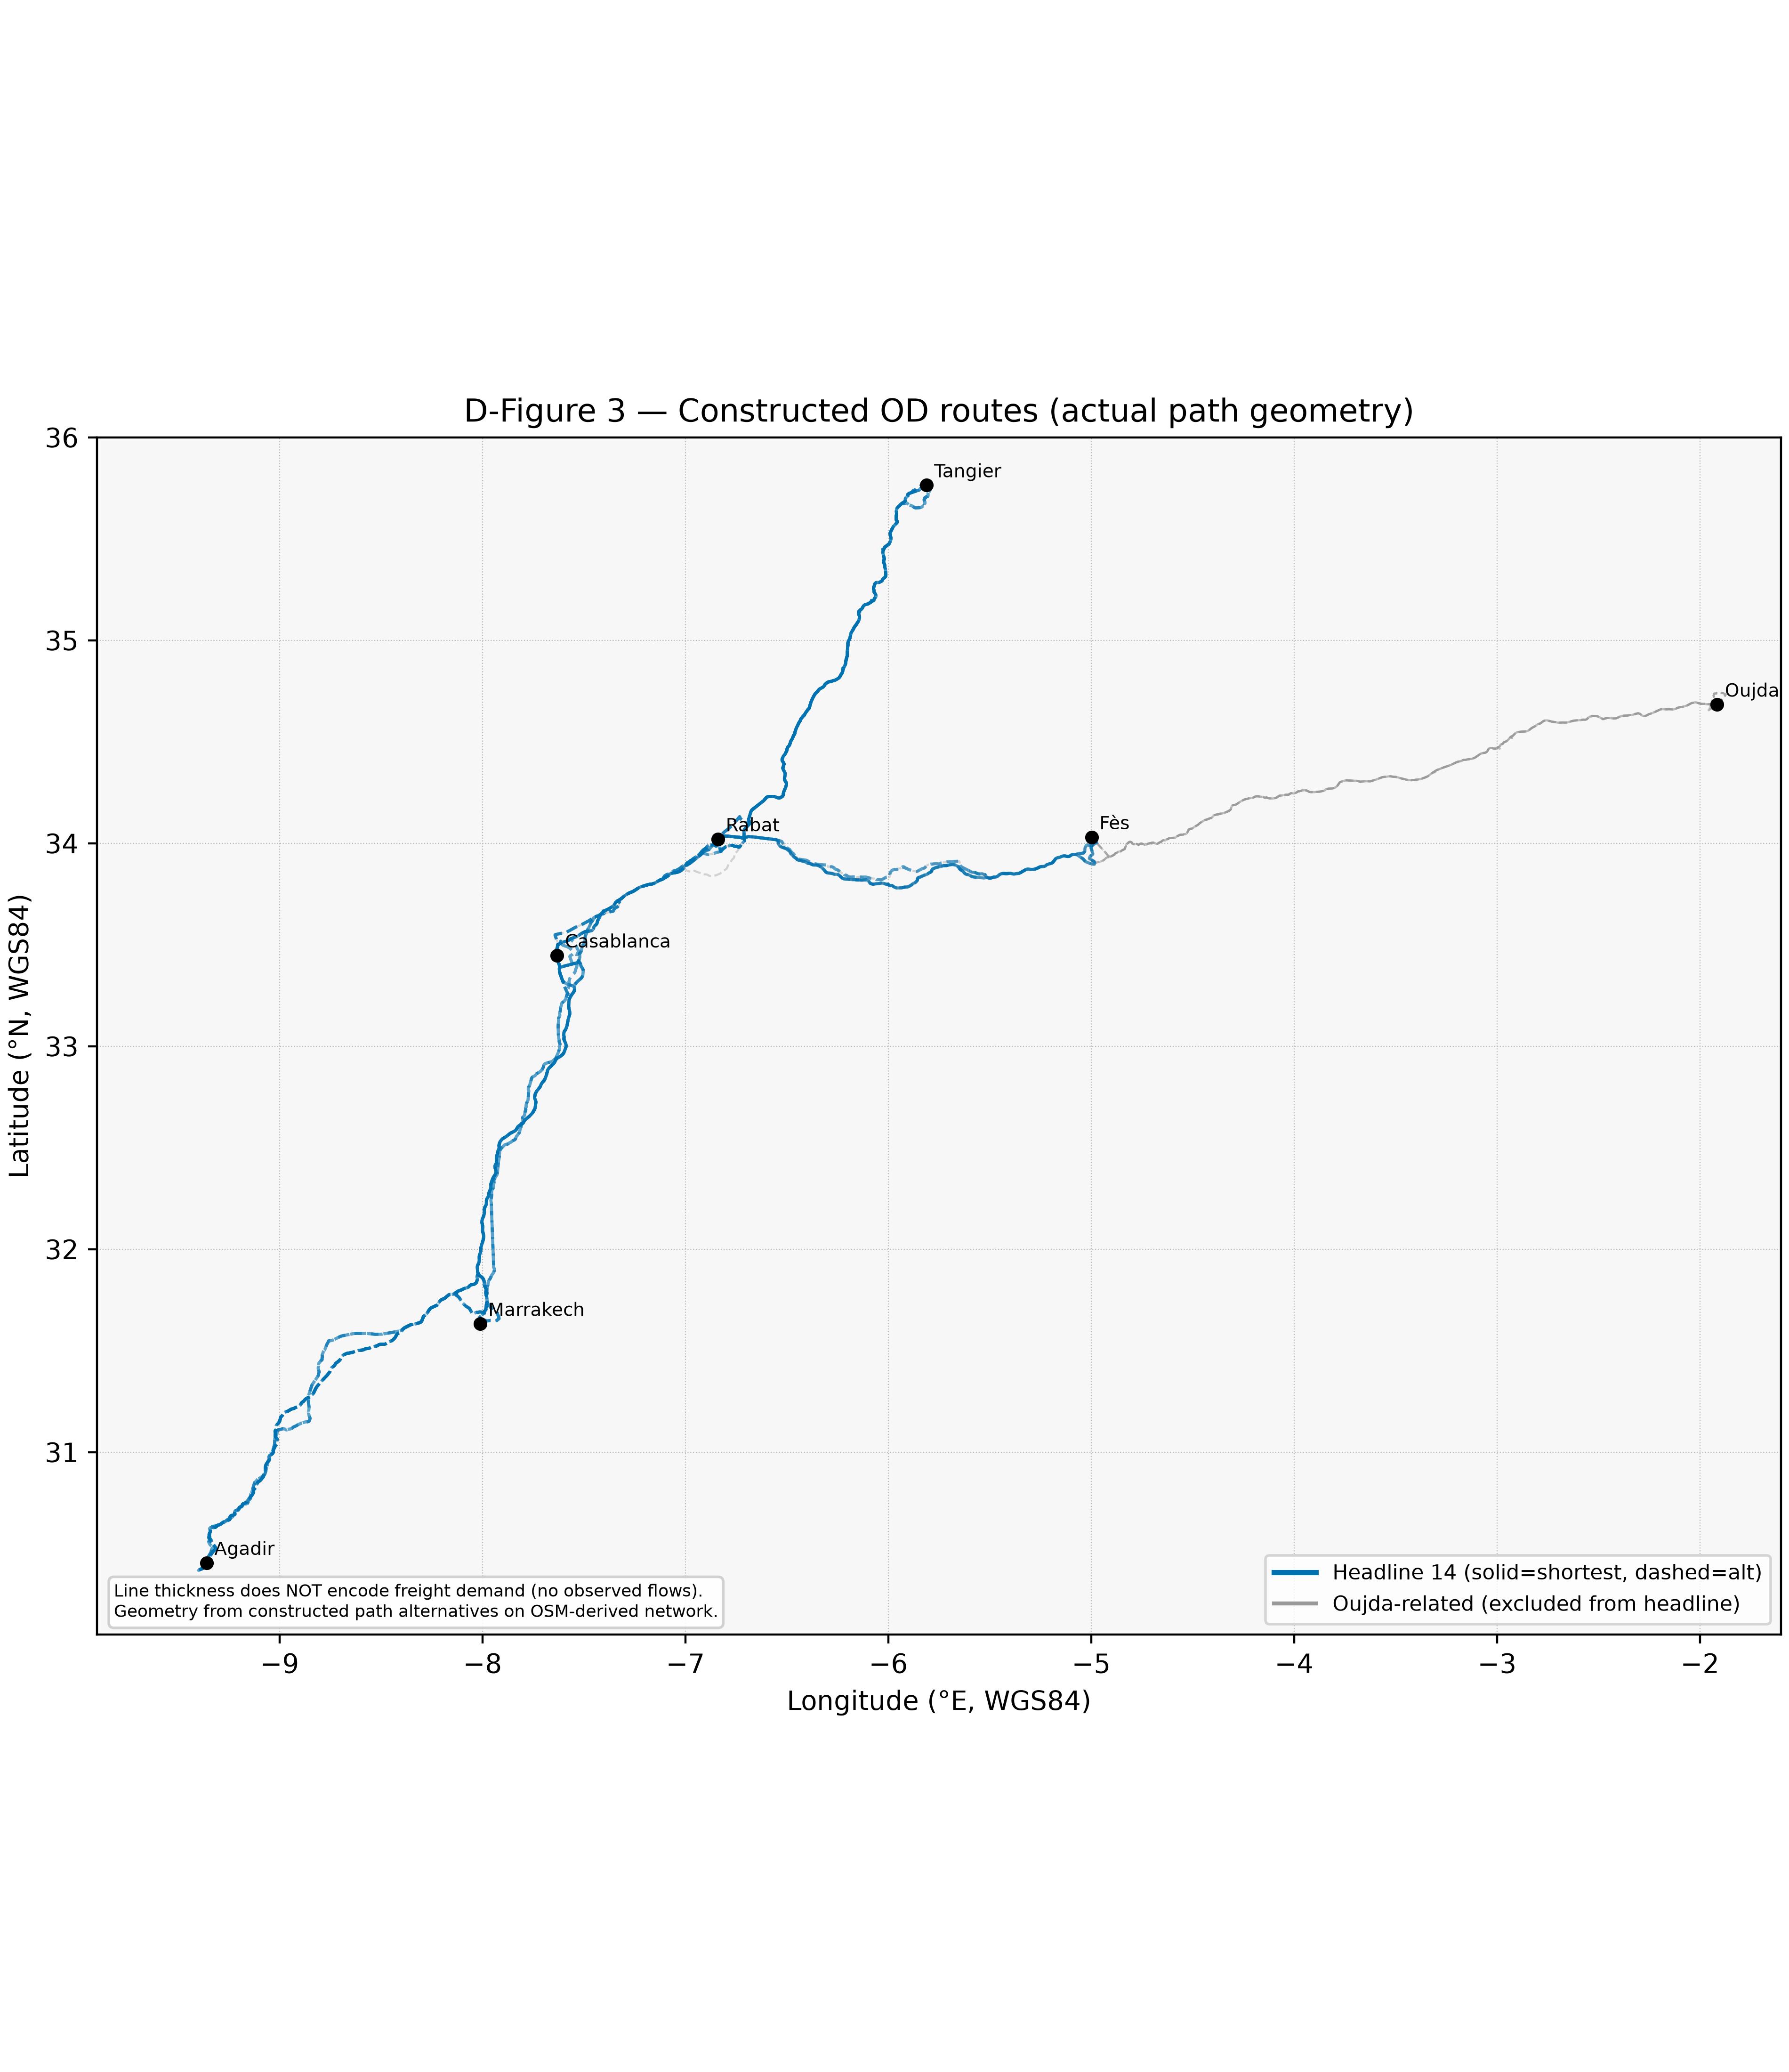 D-Figure 3 — Constructed OD routes (actual path geometry)
36
35
34
33
32
31
Latitude (°N, WGS84)
Tangier
Oujda
Rabat
Fès
Casablanca
Marrakech
Agadir
Line thickness does NOT encode freight demand (no observed flows).
Geometry from constructed path alternatives on OSM-derived network.
Headline 14 (solid=shortest, dashed=alt)
Oujda-related (excluded from headline)
−9 −8 −7 −6 −5 −4 −3 −2
Longitude (°E, WGS84)